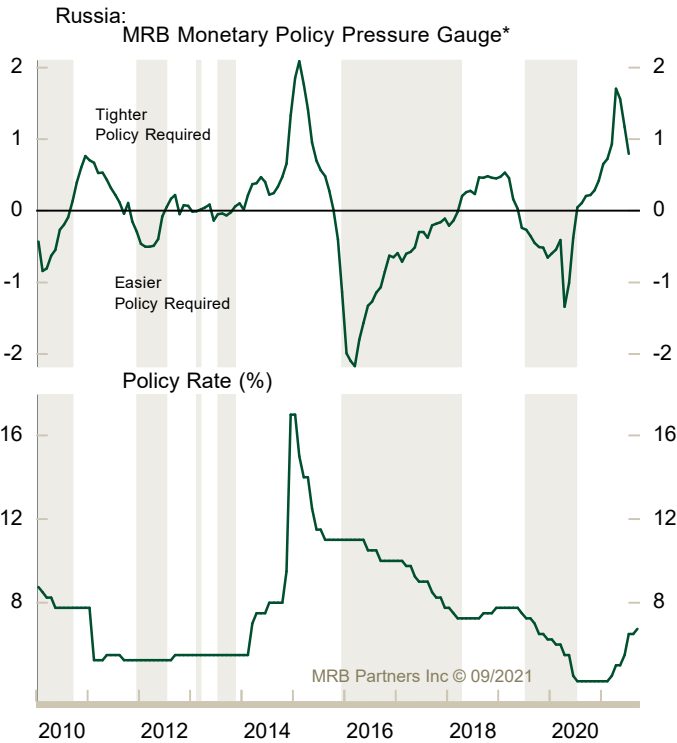 Russia:
MRB Monetary Policy Pressure Gauge*
2 2
Tighter
Policy Required
1 1
0 0
Easier
Policy Required
-1 -1
-2 -2
Policy Rate (%)
16 16
12 12
8 8
MRB Partners Inc © 09/2021
2010 2012 2014 2016 2018 2020